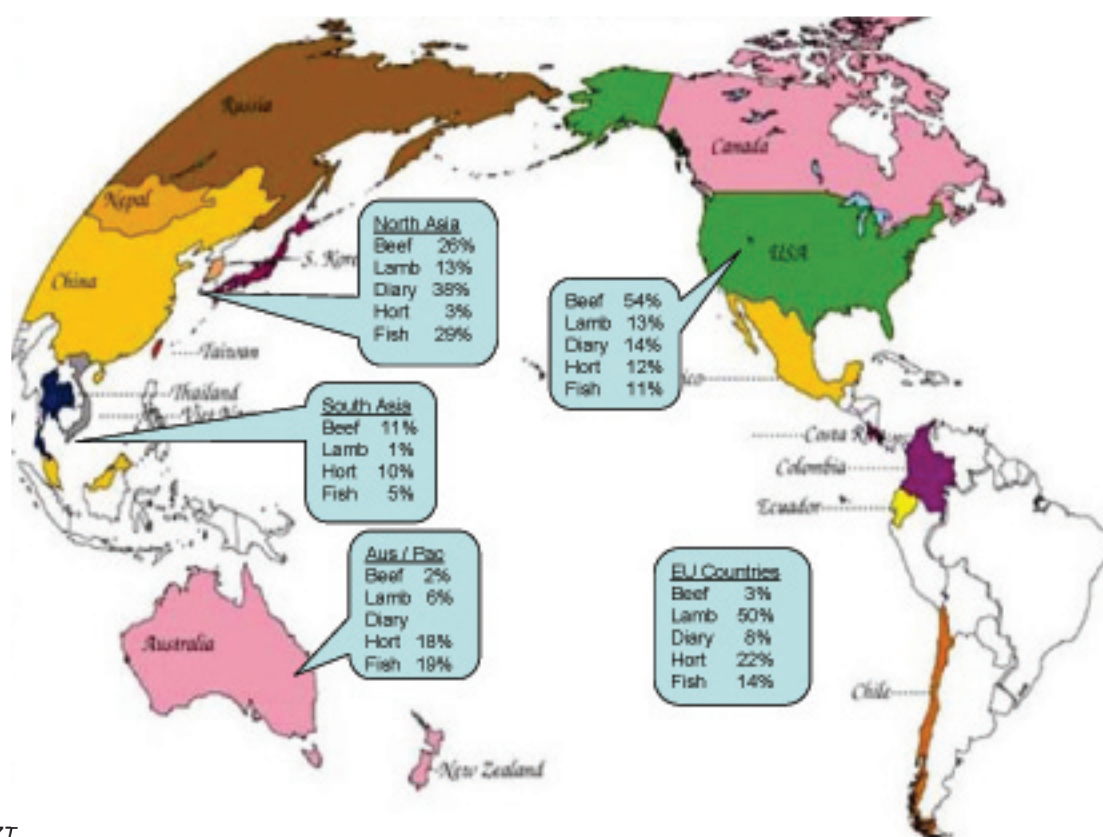 Russia
Canada
Nepal
USA
China
S. Kore
Taiwan
Thailand
Viet Na
ico
Costa R
Colombia
Ecuador
Chile
Australia
New Zealand
North Asia
Beef 26%
Lamb 13%
Diary 38%
Hort 3%
Fish 29%
Beef 54%
Lamb 13%
Diary 14%
Hort 12%
Fish 11%
South Asia
Beef 11%
Lamb 1%
Hort 10%
Fish 5%
Aus / Pac
Beef 2%
Lamb 6%
Diary
Hort 18%
Fish 19%
EU Countries
Beef 3%
Lamb 50%
Diary 8%
Hort 22%
Fish 14%